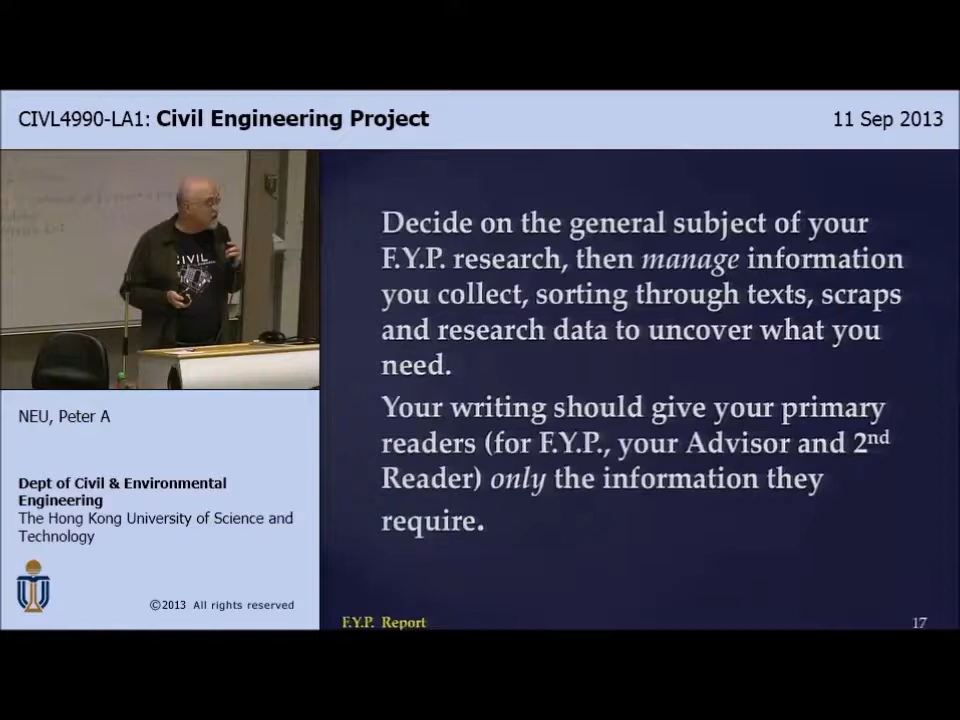 CIVL4990-LA1: Civil Engineering Project
11 Sep 2013
CIVIL
Decide on the general subject of your
F.Y.P. research, then manage information
you collect, sorting through texts, scraps
and research data to uncover what you
need.
Your writing should give your primary
readers (for F.Y.P., your Advisor and 2nd
Reader) only the information they
require.
NEU, Peter A
Dept of Civil & Environmental
Engineering
The Hong Kong University of Science and
Technology
©2013 All rights reserved
F.Y.P. Report
17